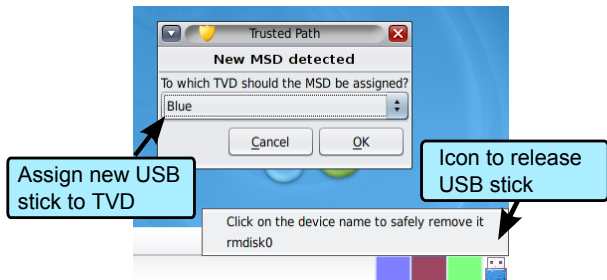 Trusted Path
New MSD detected
To which TVD should the MSD be assigned?
Blue
Cancel
OK
Assign new USB
stick to TVD
Icon to release
USB stick
Click on the device name to safely remove it
rmdisk0